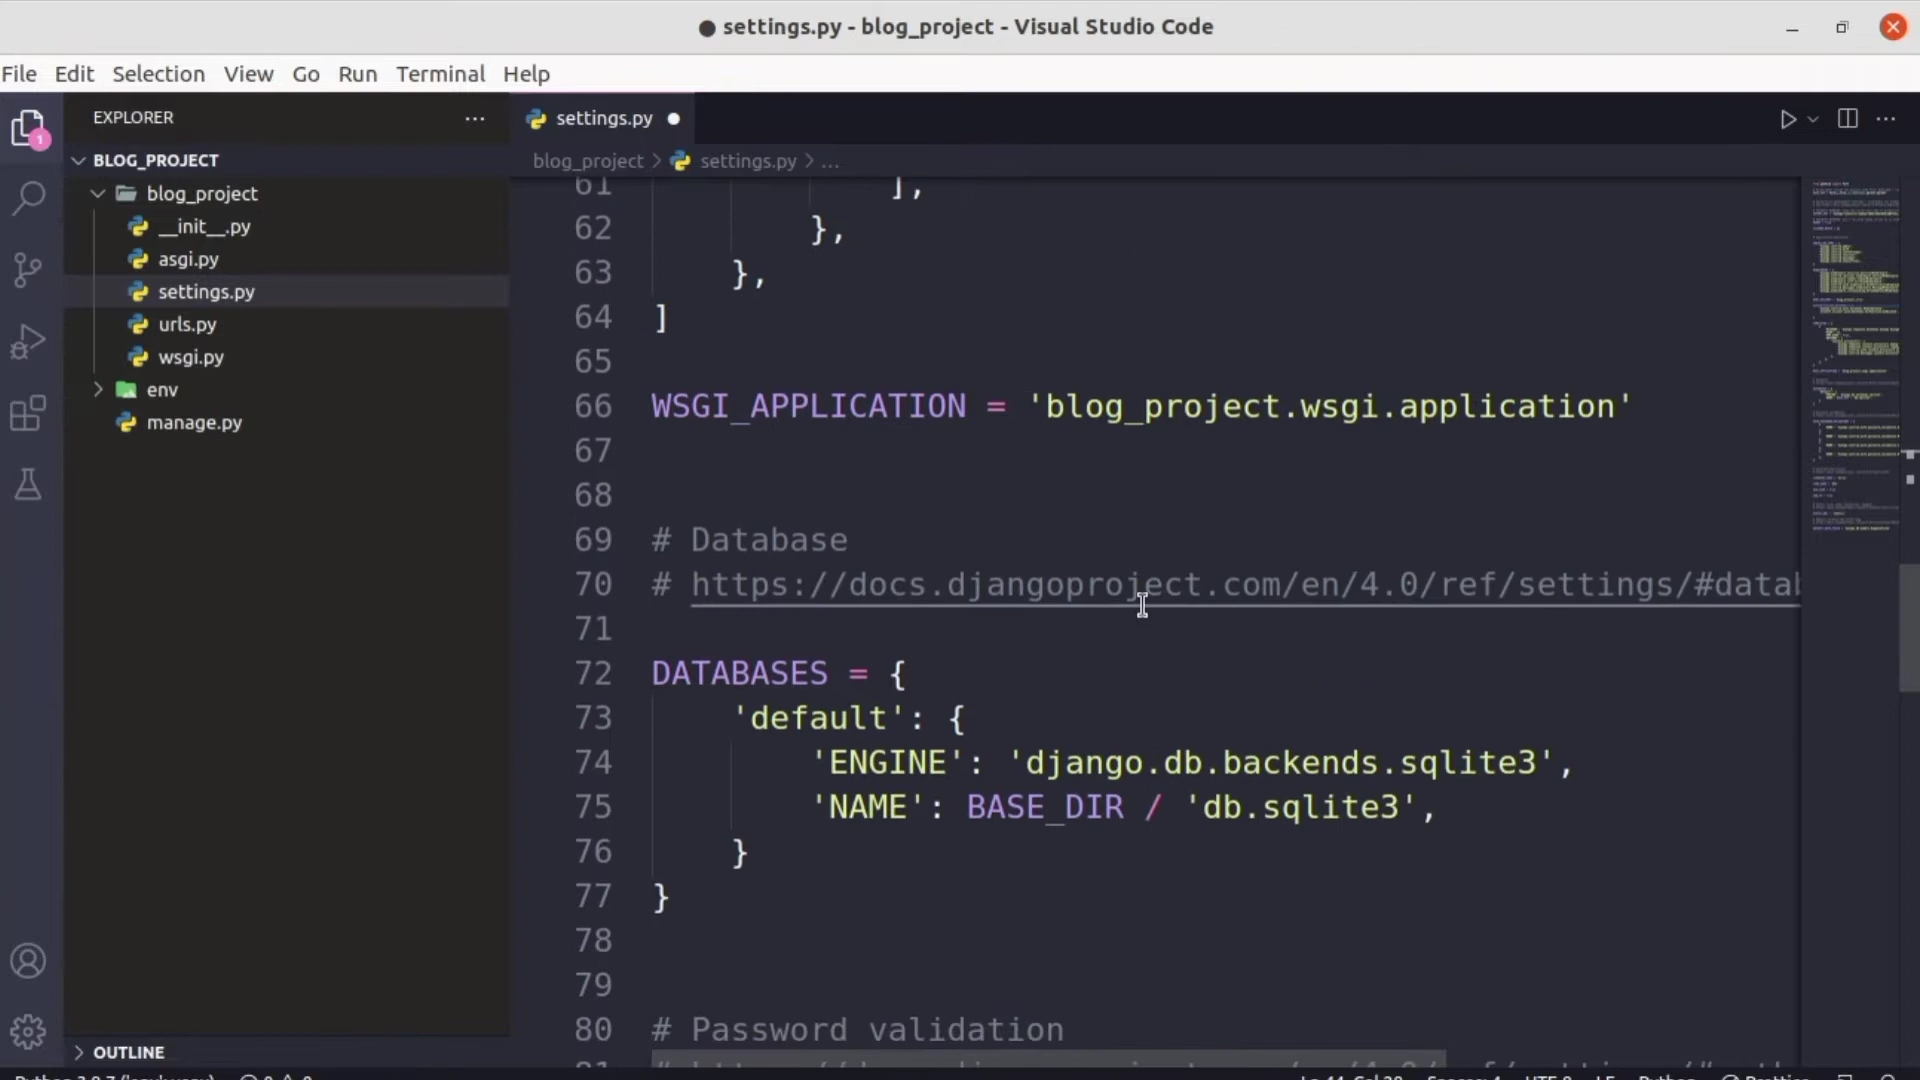 settings.py - blog_project - Visual Studio Code
File Edit Selection View Go Run Terminal Help
EXPLORER
1
BLOG_PROJECT
blog_project
__init__.py
asgi.py
settings.py
urls.py
wsgi.py
env
manage.py
OUTLINE
settings.py
blog_project > settings.py > ...
61 ],
62 },
63 },
64 ]
65
66 WSGI_APPLICATION = 'blog_project.wsgi.application'
67
68
69 # Database
70 # https://docs.djangoproject.com/en/4.0/ref/settings/#datab
71
72 DATABASES = {
73 'default': {
74 'ENGINE': 'django.db.backends.sqlite3',
75 'NAME': BASE_DIR / 'db.sqlite3',
76 }
77 }
78
79
80 # Password validation